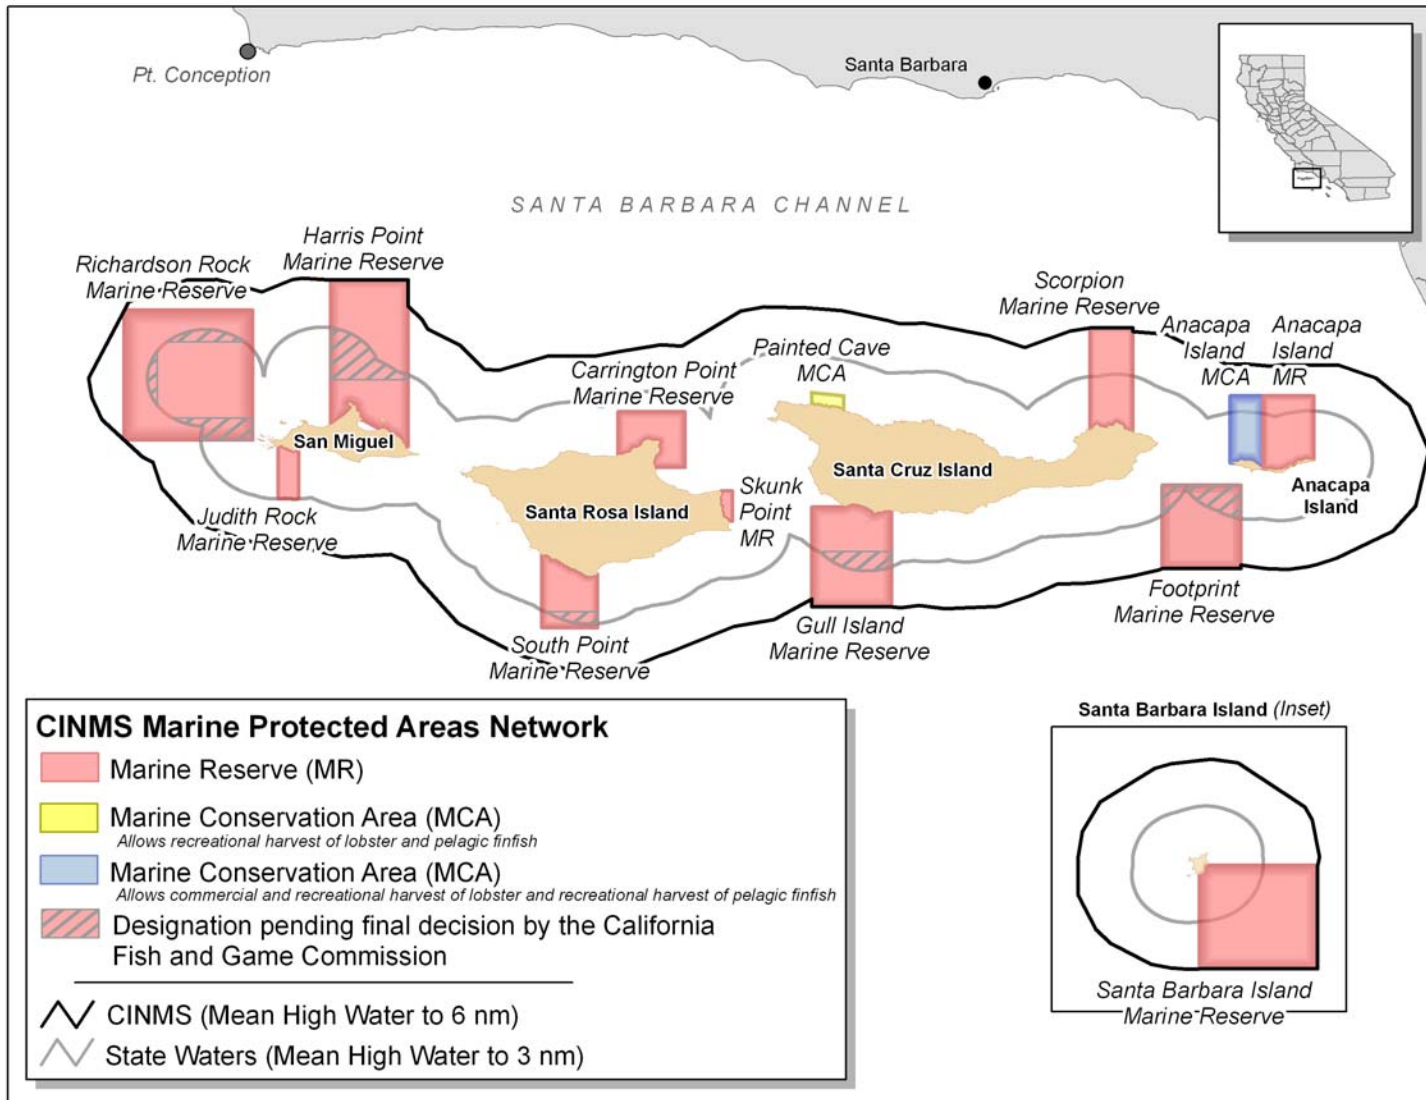 Pt. Conception
Santa Barbara
SANTA BARBARA CHANNEL
Richardson Rock
Marine Reserve
Harris Point
Marine Reserve
Scorpion
Marine Reserve
Anacapa
Island
MCA
Anacapa
Island
MR
Painted Cave
MCA
Carrington Point
Marine Reserve
San Miguel
Santa Cruz Island
Santa Rosa Island
Skunk
Point
MR
Anacapa
Island
Judith Rock
Marine Reserve
Footprint
Marine Reserve
Gull Island
Marine Reserve
South Point
Marine Reserve
CINMS Marine Protected Areas Network
Marine Reserve (MR)
Marine Conservation Area (MCA)
Allows recreational harvest of lobster and pelagic finfish
Marine Conservation Area (MCA)
Allows commercial and recreational harvest of lobster and recreational harvest of pelagic finfish
Designation pending final decision by the California
Fish and Game Commission
CINMS (Mean High Water to 6 nm)
State Waters (Mean High Water to 3 nm)
Santa Barbara Island (Inset)
Santa Barbara Island
Marine Reserve